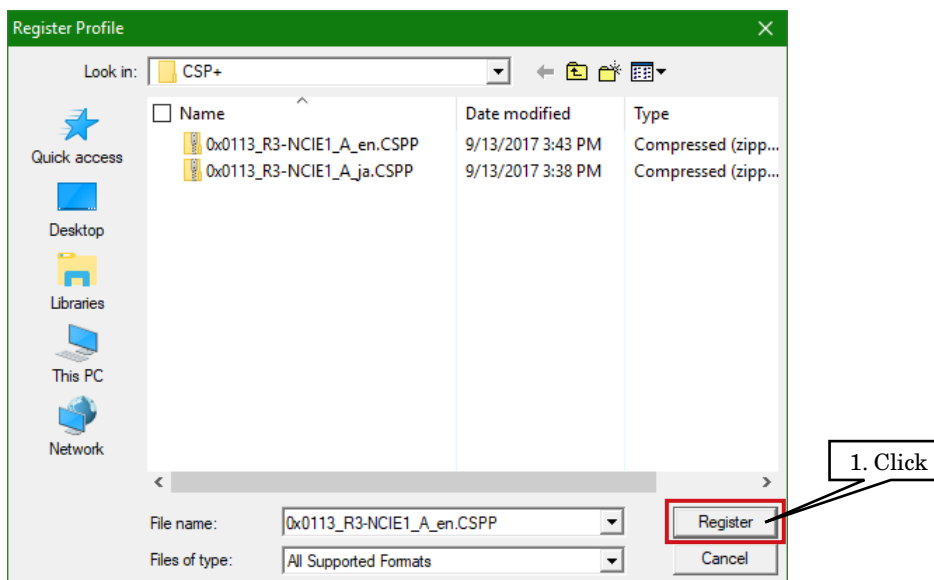 Register Profile
Look in: CSP+
Name Date modified Type
0x0113_R3-NCIE1_A_en.CSPP 9/13/2017 3:43 PM Compressed (zipp...
0x0113_R3-NCIE1_A_ja.CSPP 9/13/2017 3:38 PM Compressed (zipp...
Quick access
Desktop
Libraries
This PC
Network
1. Click
File name: 0x0113_R3-NCIE1_A_en.CSPP Register
Files of type: All Supported Formats Cancel